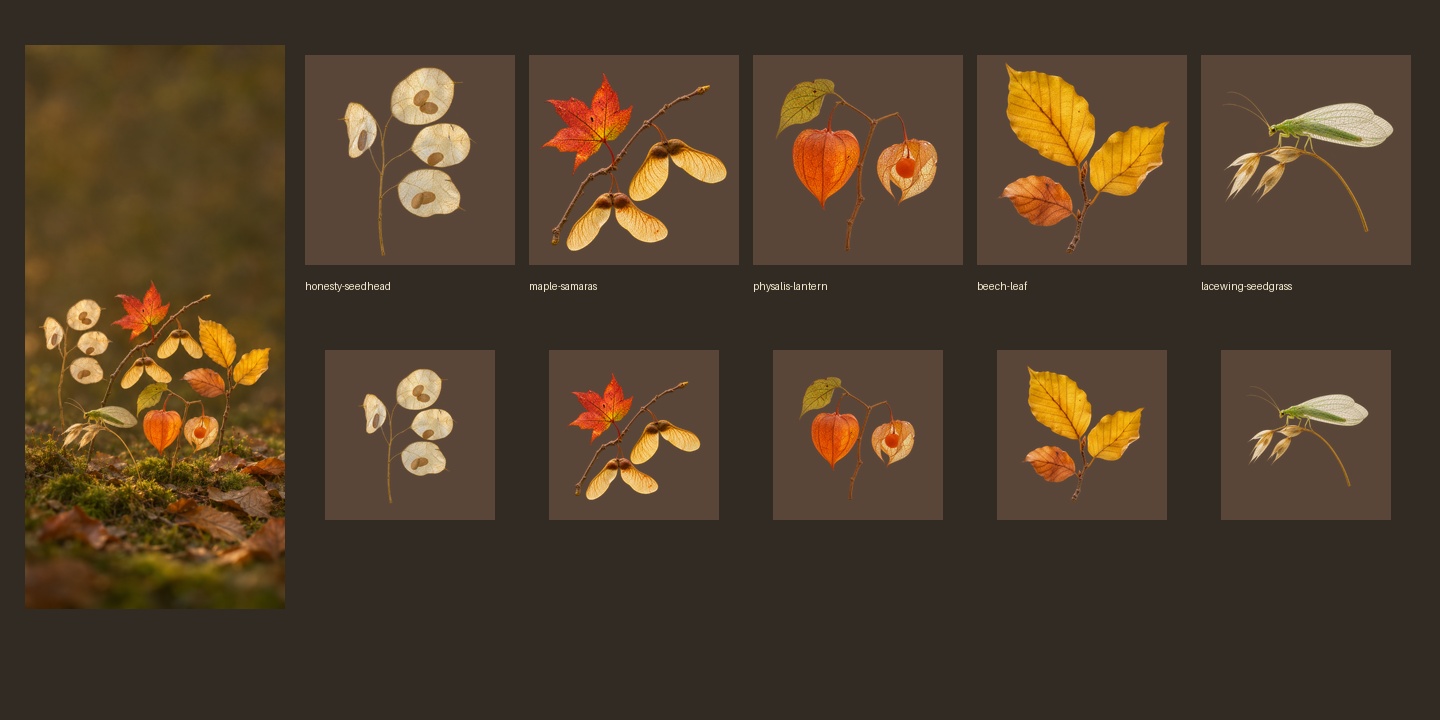 honesty-seedhead
maple-samaras
physalis-lantern
beech-leaf
lacewing-seedgrass